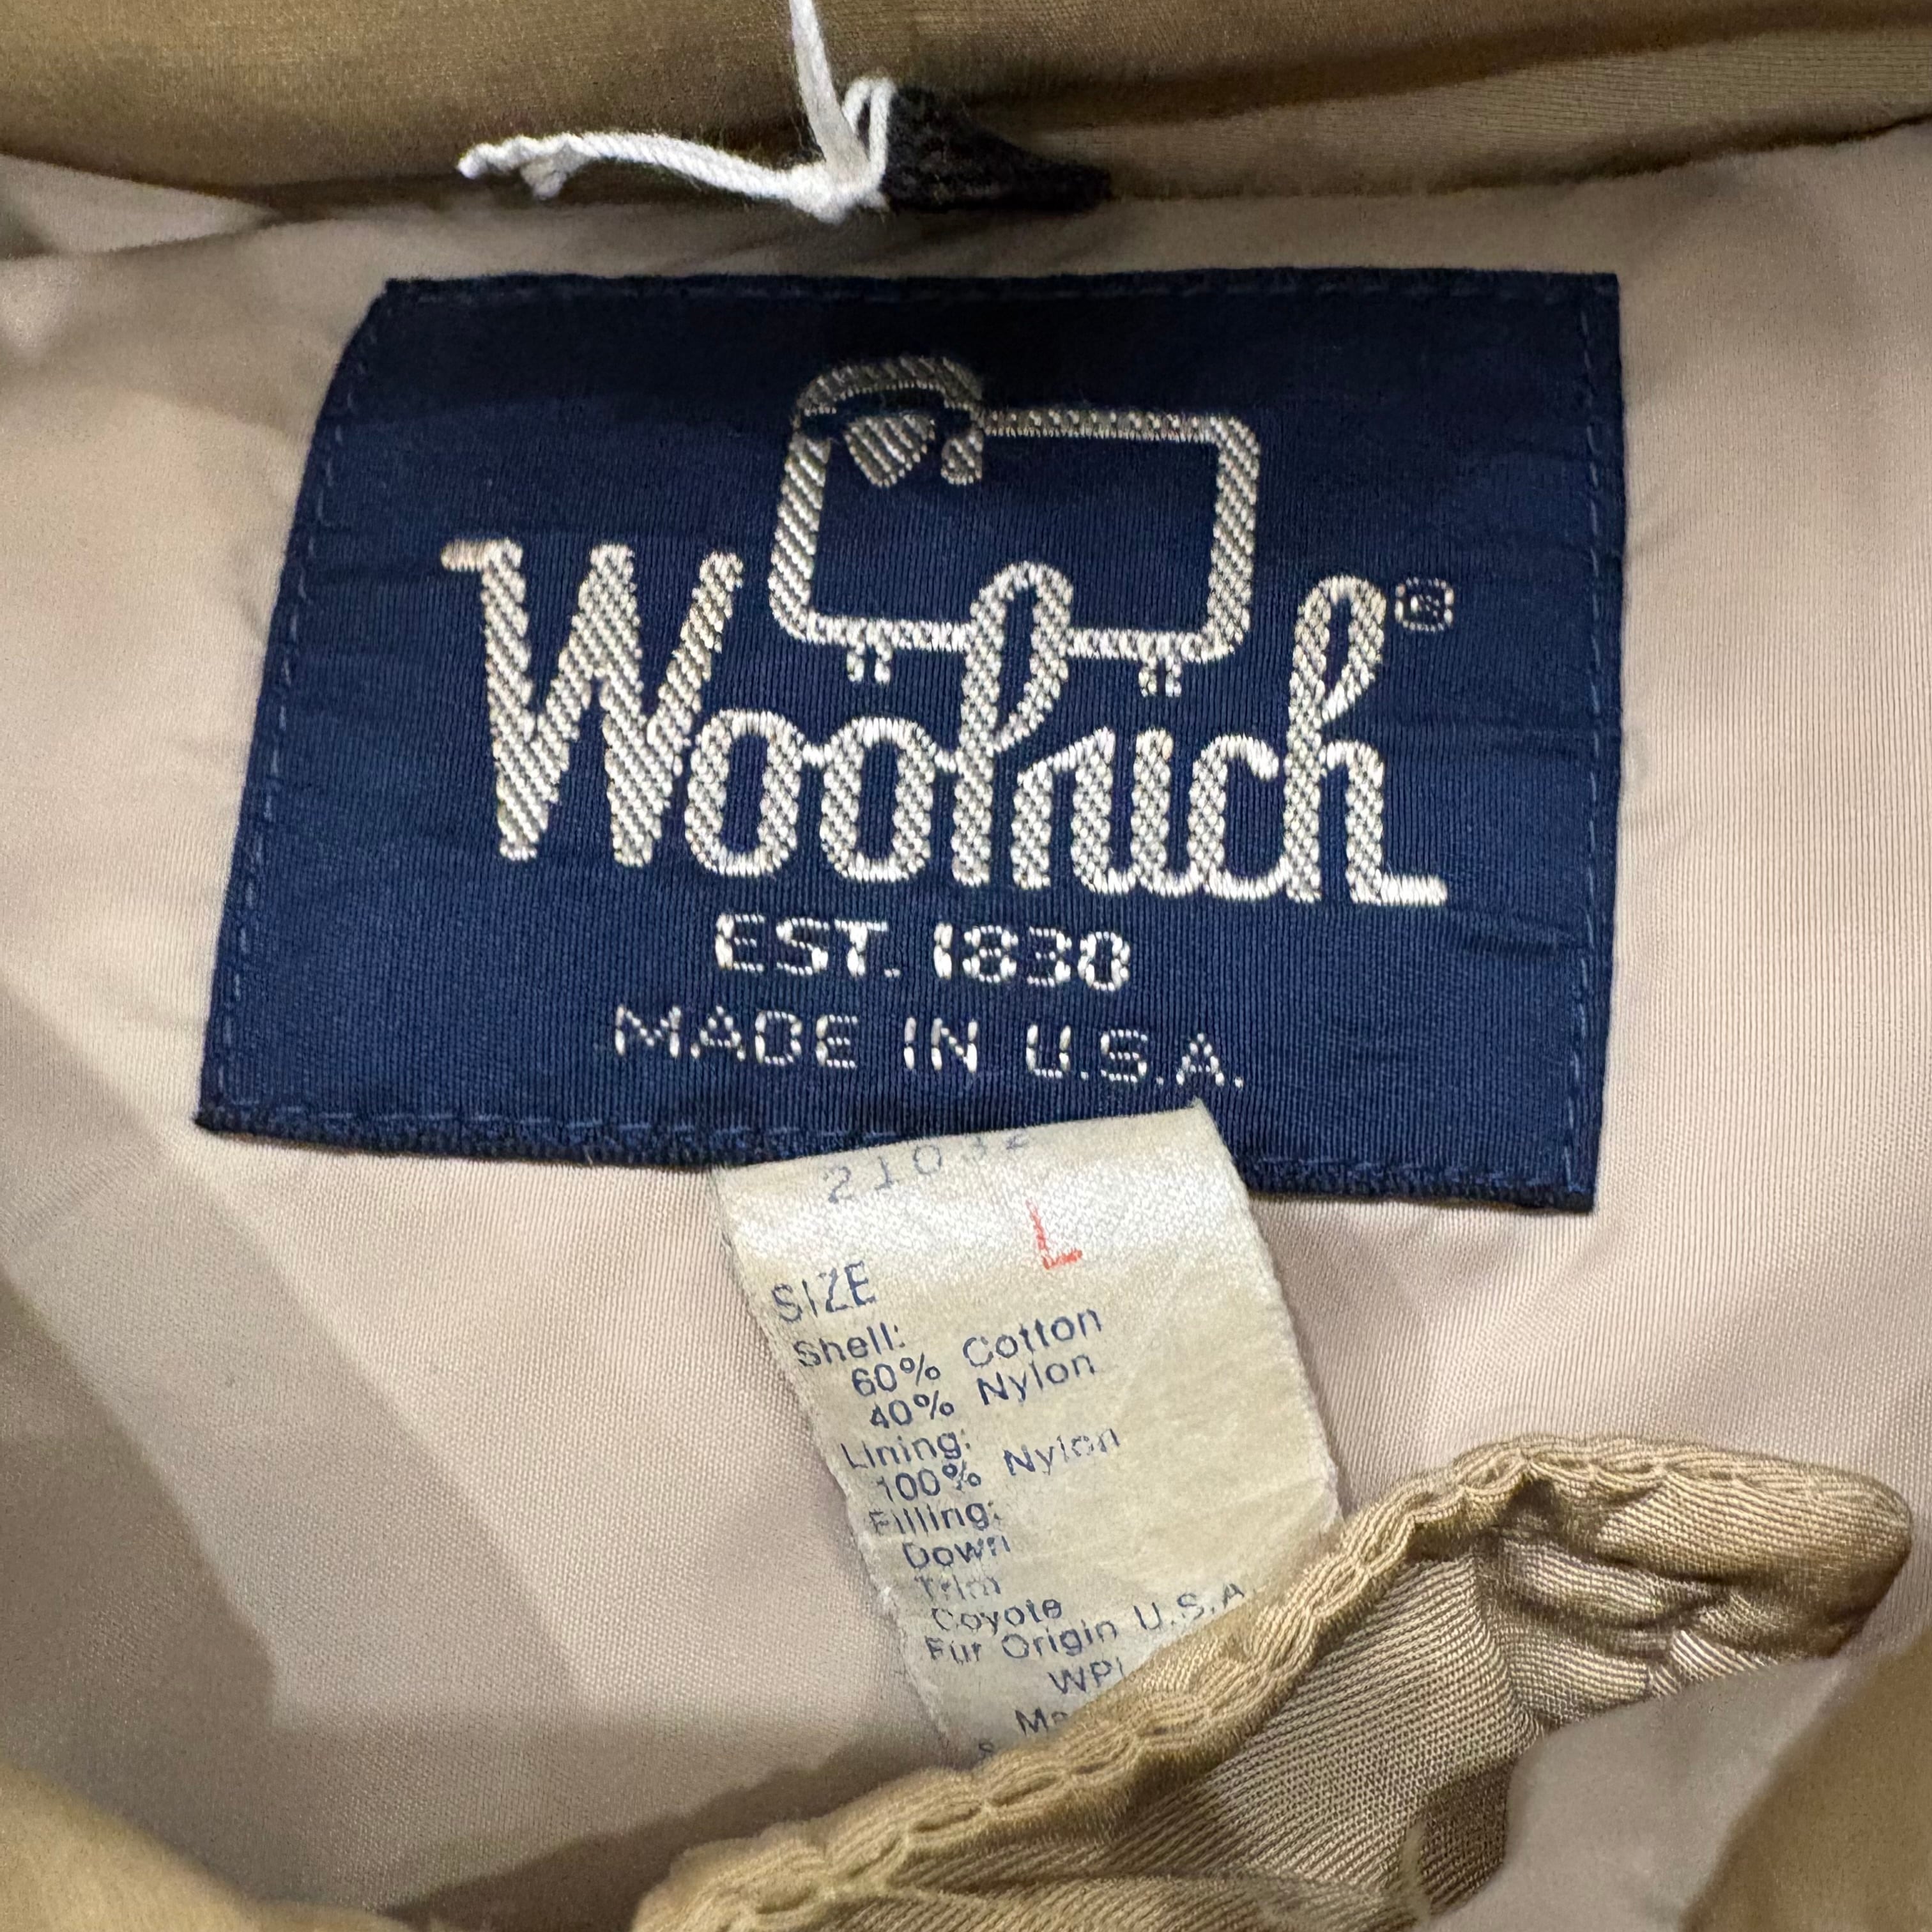 Woolrich®
EST. 1830
MADE IN U.S.A.
21032
L
SIZE
Shell:
60% Cotton
40% Nylon
Lining:
100% Nylon
Filling:
Down
Trim
Coyote
Fur Origin U.S.A.